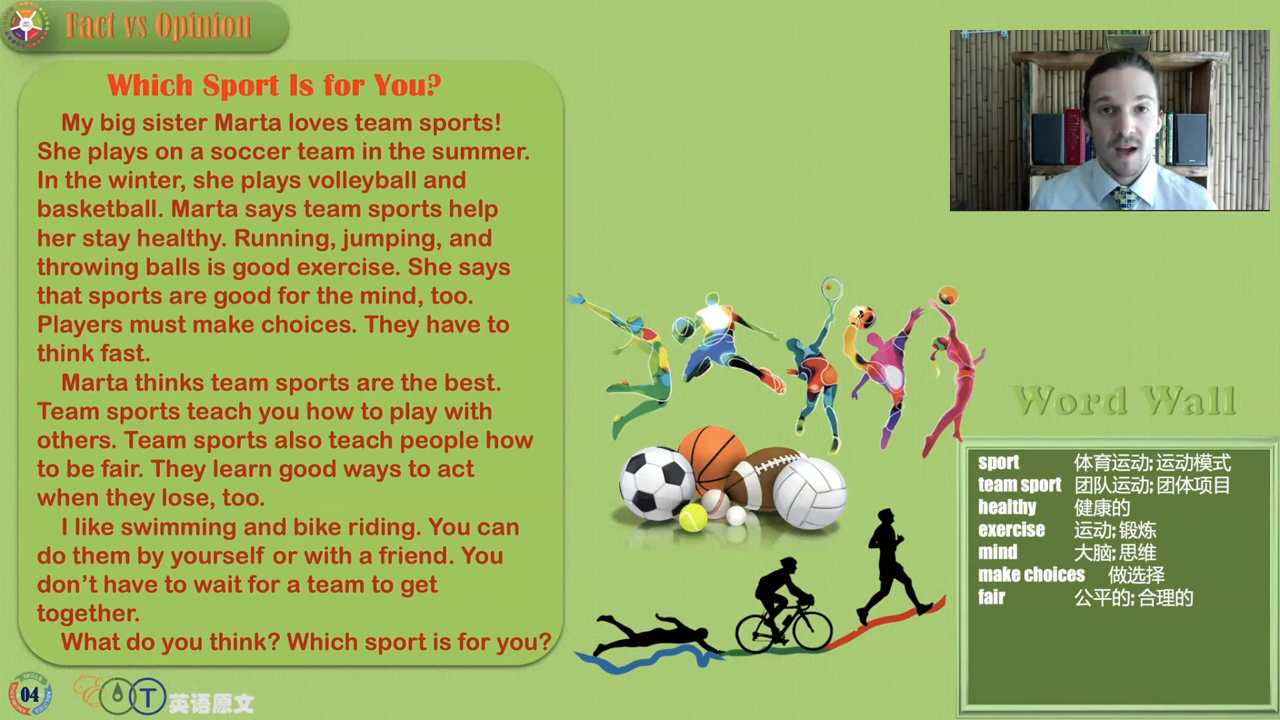 Fact vs Opinion
Which Sport Is for You?
My big sister Marta loves team sports!
She plays on a soccer team in the summer.
In the winter, she plays volleyball and
basketball. Marta says team sports help
her stay healthy. Running, jumping, and
throwing balls is good exercise. She says
that sports are good for the mind, too.
Players must make choices. They have to
think fast.
Marta thinks team sports are the best.
Team sports teach you how to play with
others. Team sports also teach people how
to be fair. They learn good ways to act
when they lose, too.
I like swimming and bike riding. You can
do them by yourself or with a friend. You
don’t have to wait for a team to get
together.
What do you think? Which sport is for you?
Word Wall
sport 体育运动; 运动模式
team sport 团队运动; 团体项目
healthy 健康的
exercise 运动; 锻炼
mind 大脑; 思维
make choices 做选择
fair 公平的; 合理的
04
T 英语原文